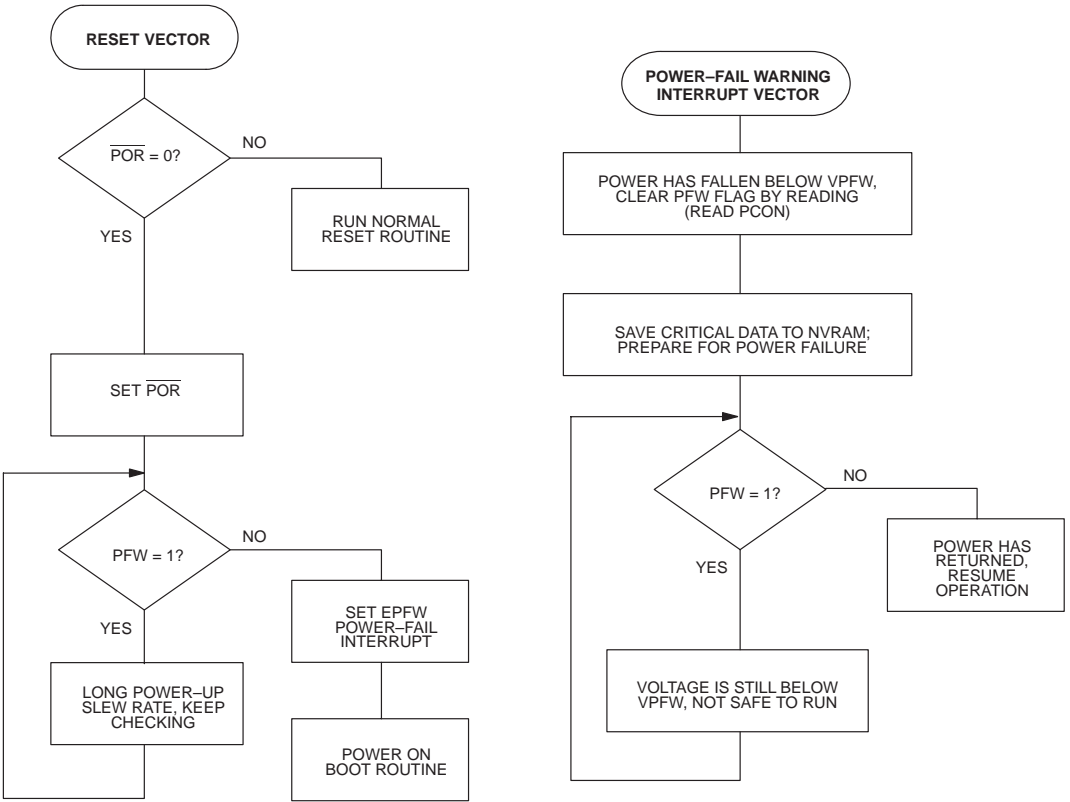 RESET VECTOR
P̅O̅R̅ = 0?
NO
RUN NORMAL
RESET ROUTINE
YES
SET P̅O̅R̅
PFW = 1?
NO
SET EPFW
POWER–FAIL
INTERRUPT
YES
LONG POWER–UP
SLEW RATE, KEEP
CHECKING
POWER ON
BOOT ROUTINE
POWER–FAIL WARNING
INTERRUPT VECTOR
POWER HAS FALLEN BELOW VPFW,
CLEAR PFW FLAG BY READING
(READ PCON)
SAVE CRITICAL DATA TO NVRAM;
PREPARE FOR POWER FAILURE
PFW = 1?
NO
POWER HAS
RETURNED,
RESUME
OPERATION
YES
VOLTAGE IS STILL BELOW
VPFW, NOT SAFE TO RUN